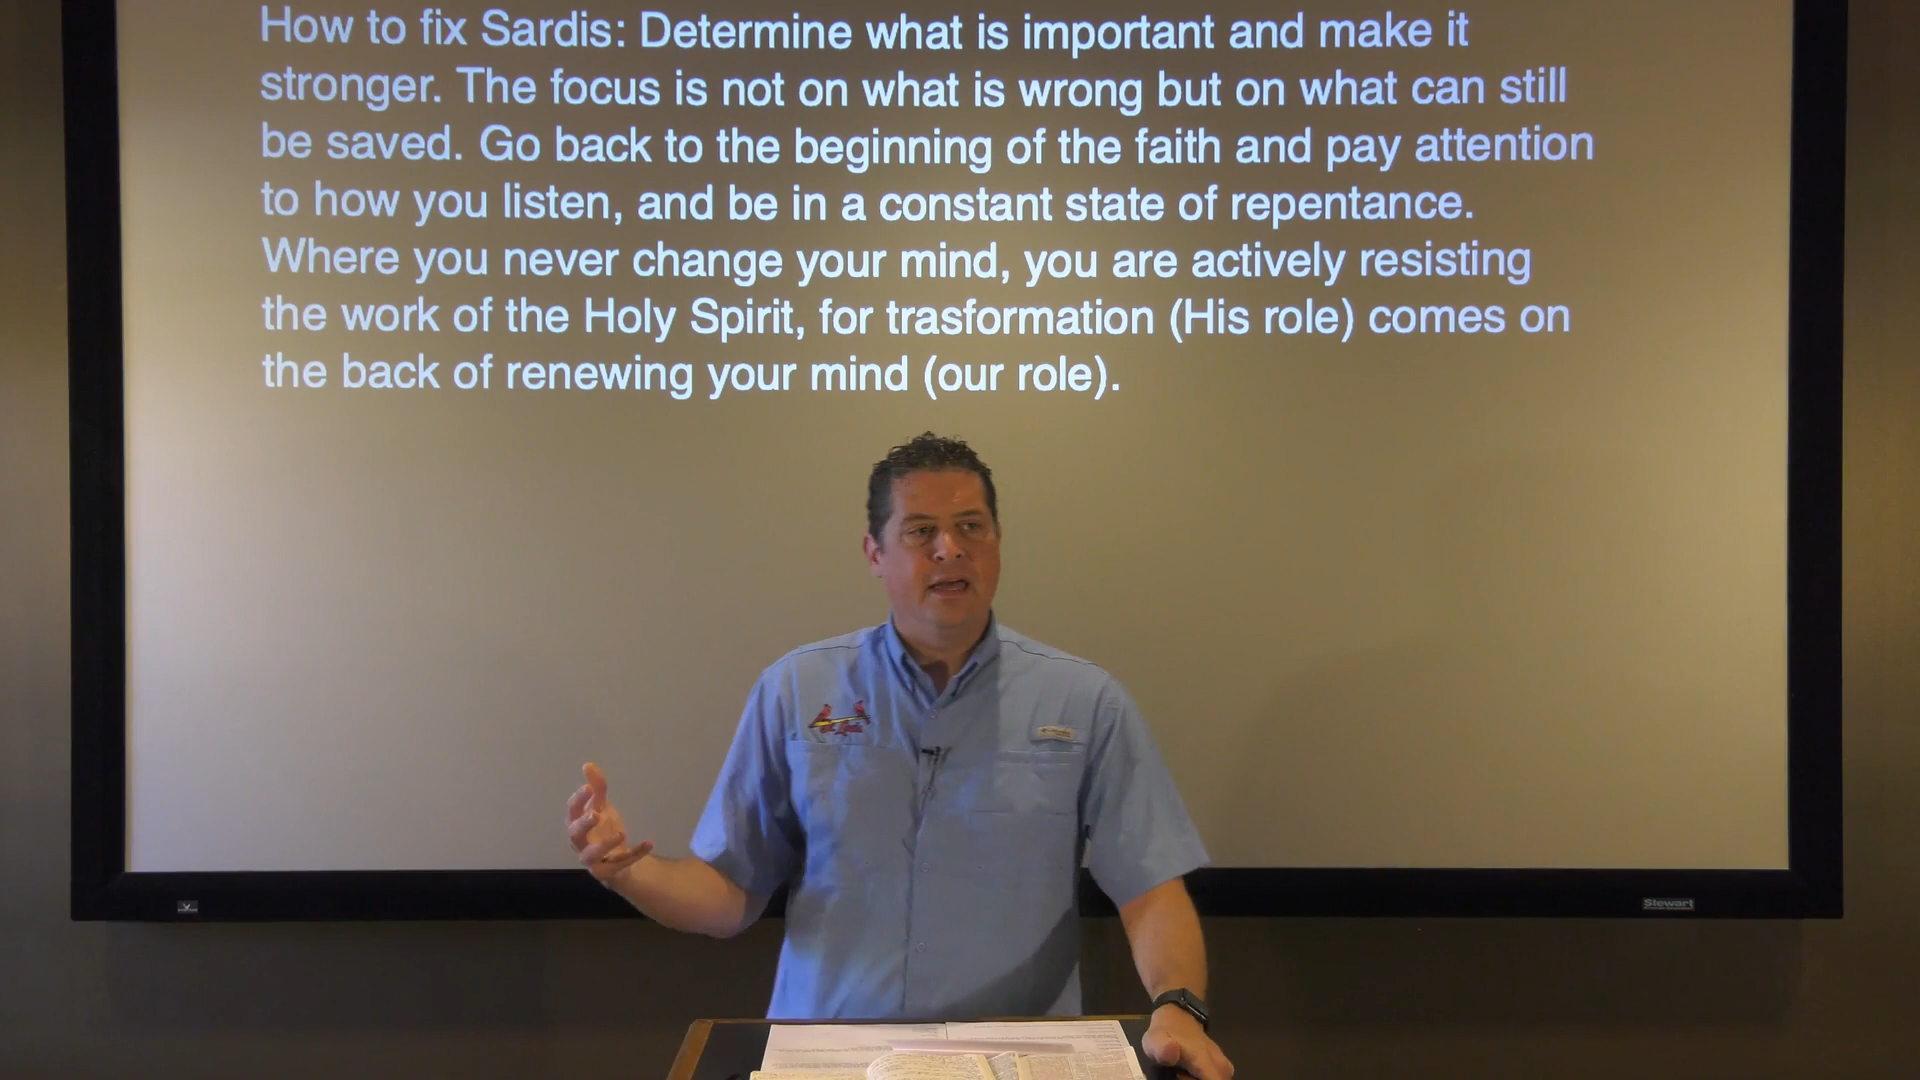 How to fix Sardis: Determine what is important and make it
stronger. The focus is not on what is wrong but on what can still
be saved. Go back to the beginning of the faith and pay attention
to how you listen, and be in a constant state of repentance.
Where you never change your mind, you are actively resisting
the work of the Holy Spirit, for trasformation (His role) comes on
the back of renewing your mind (our role).
Stewart